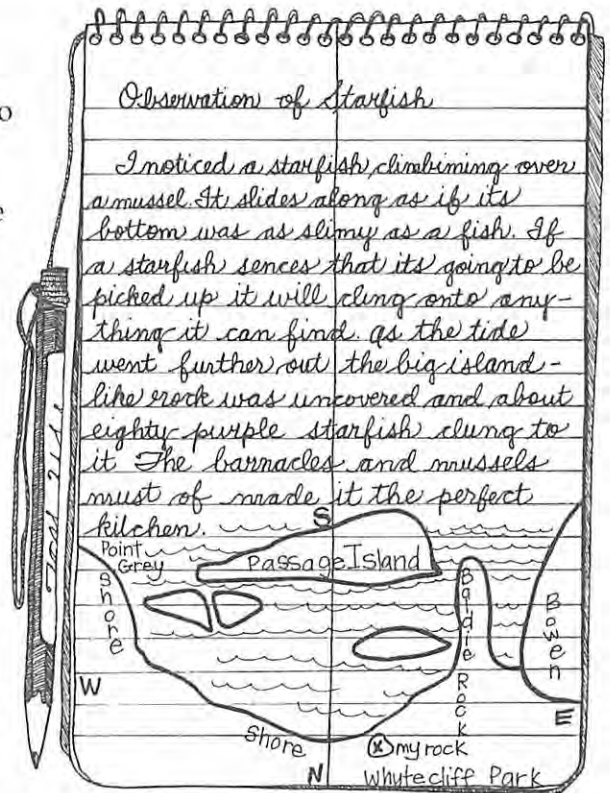 Observation of Starfish
I noticed a starfish climbiming over
a mussel. It slides along as if its
bottom was as slimy as a fish. If
a starfish sences that its going to be
picked up it will cling onto any-
thing it can find. as the tide
went further out the big island-
like rock was uncovered and about
eighty purple starfish clung to
it The barnacles and mussels
must of made it the perfect
kitchen.
S
Point
Grey
Passage Island
Shore
Baldie Rock
Bowen
W
E
Shore
my rock
N
Whytecliff Park